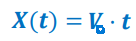 X(t) = V₀ · t